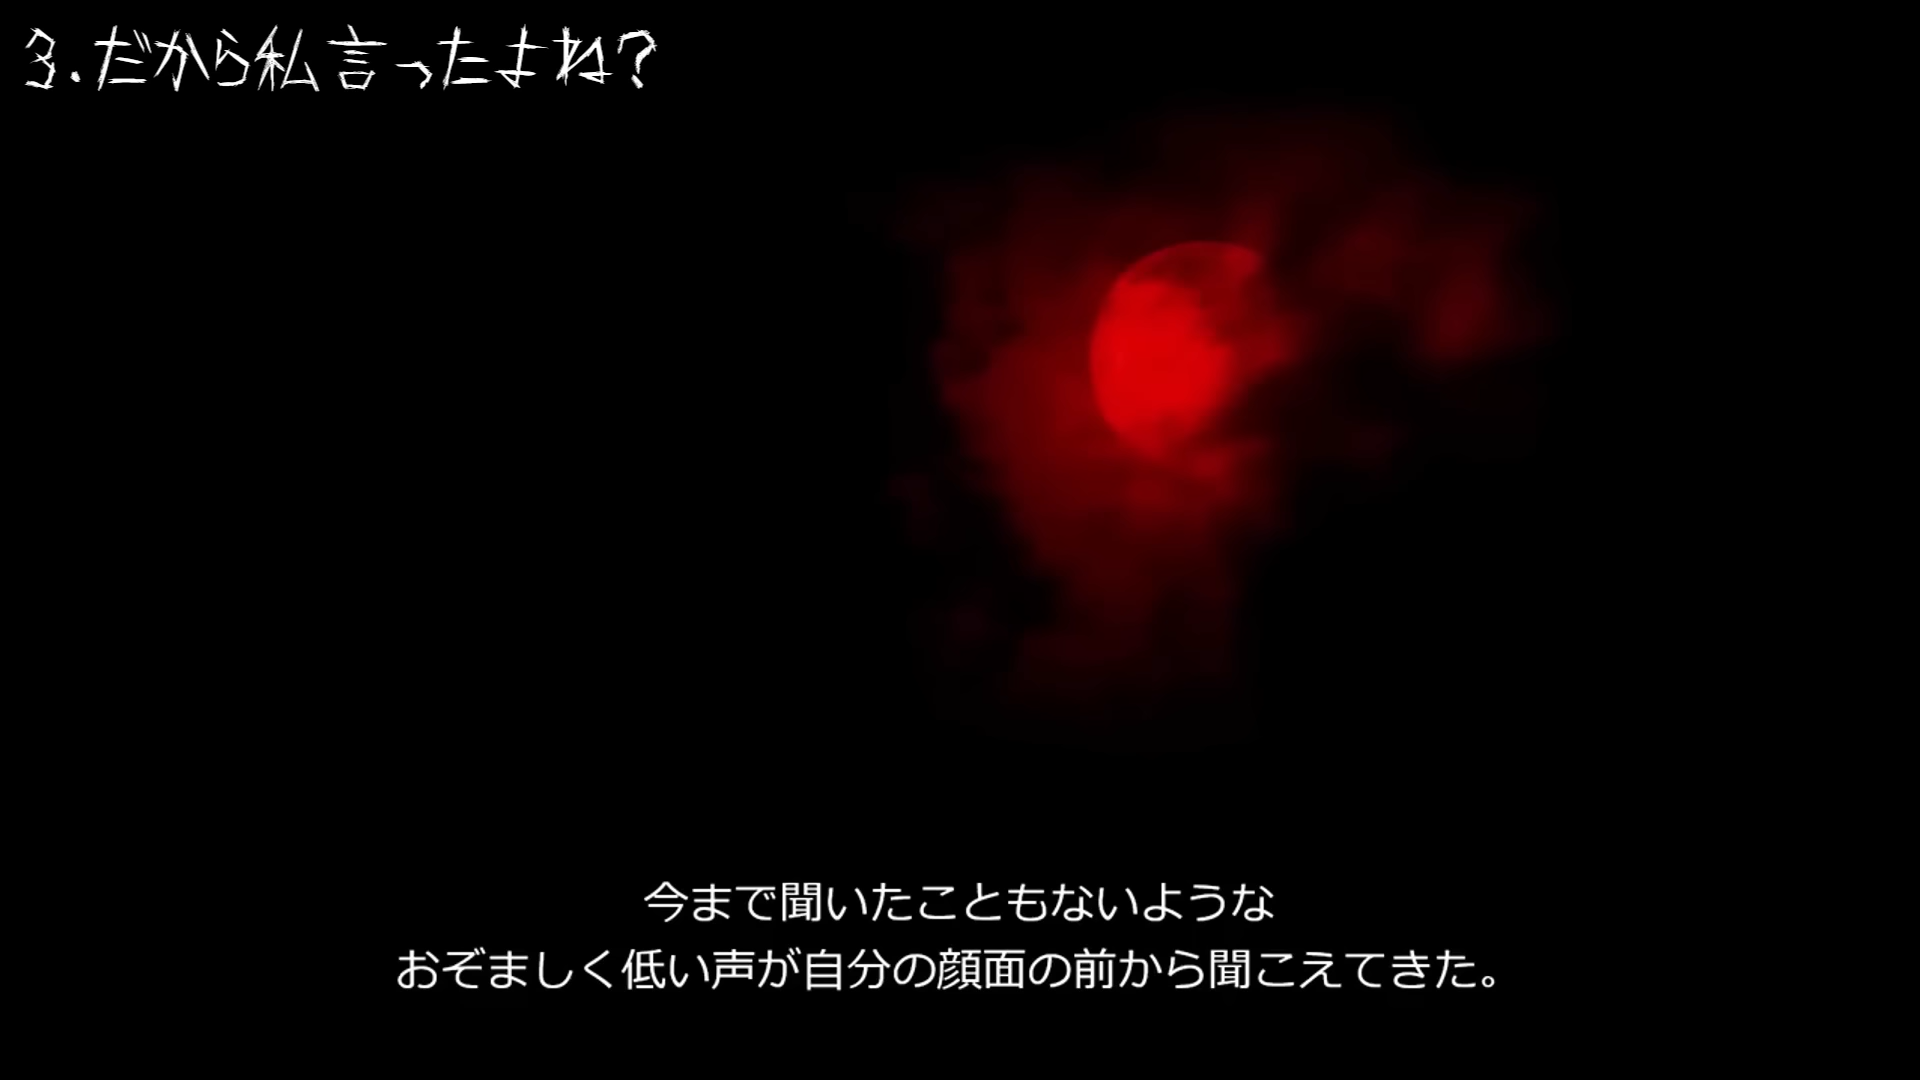 3.だから私言ったよね?
今まで聞いたこともないような
おぞましく低い声が自分の顔面の前から聞こえてきた。